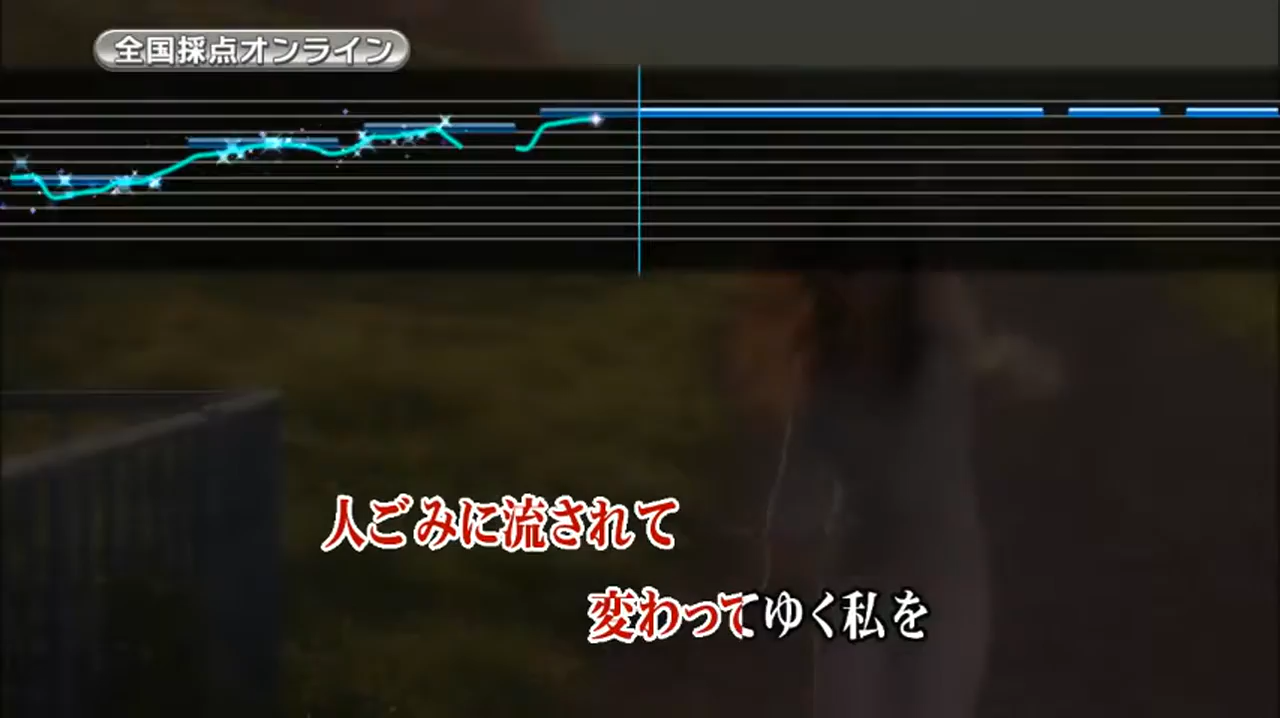 全国採点オンライン
人ごみに流されて
変わってゆく私を